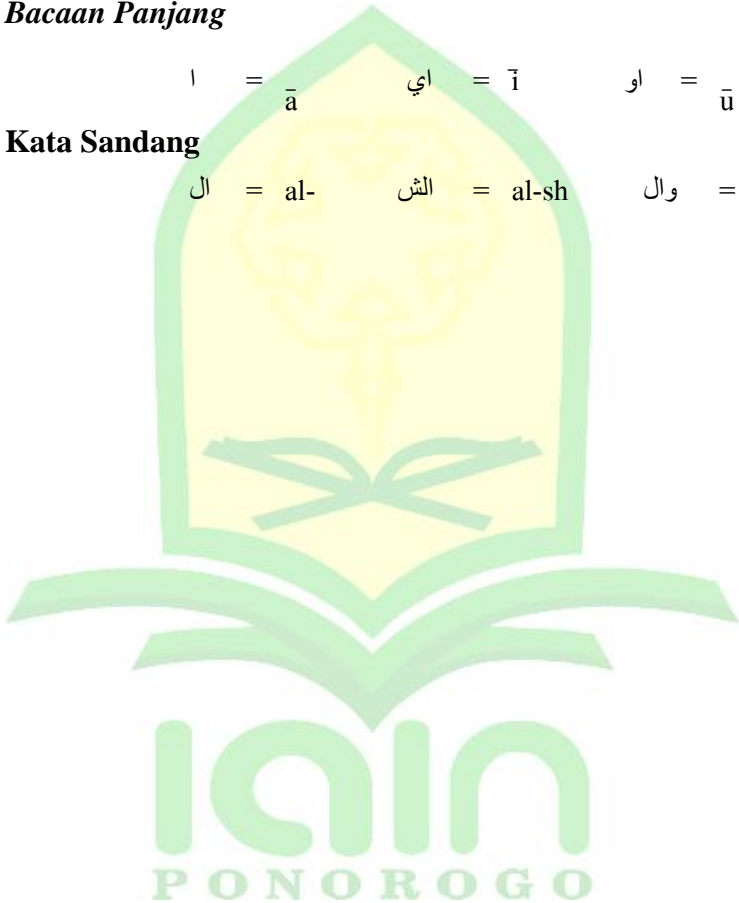 Bacaan Panjang
ا = ā اي = ī او = ū
Kata Sandang
ال = al- الش = al-sh وال =
IAIN
PONOROGO